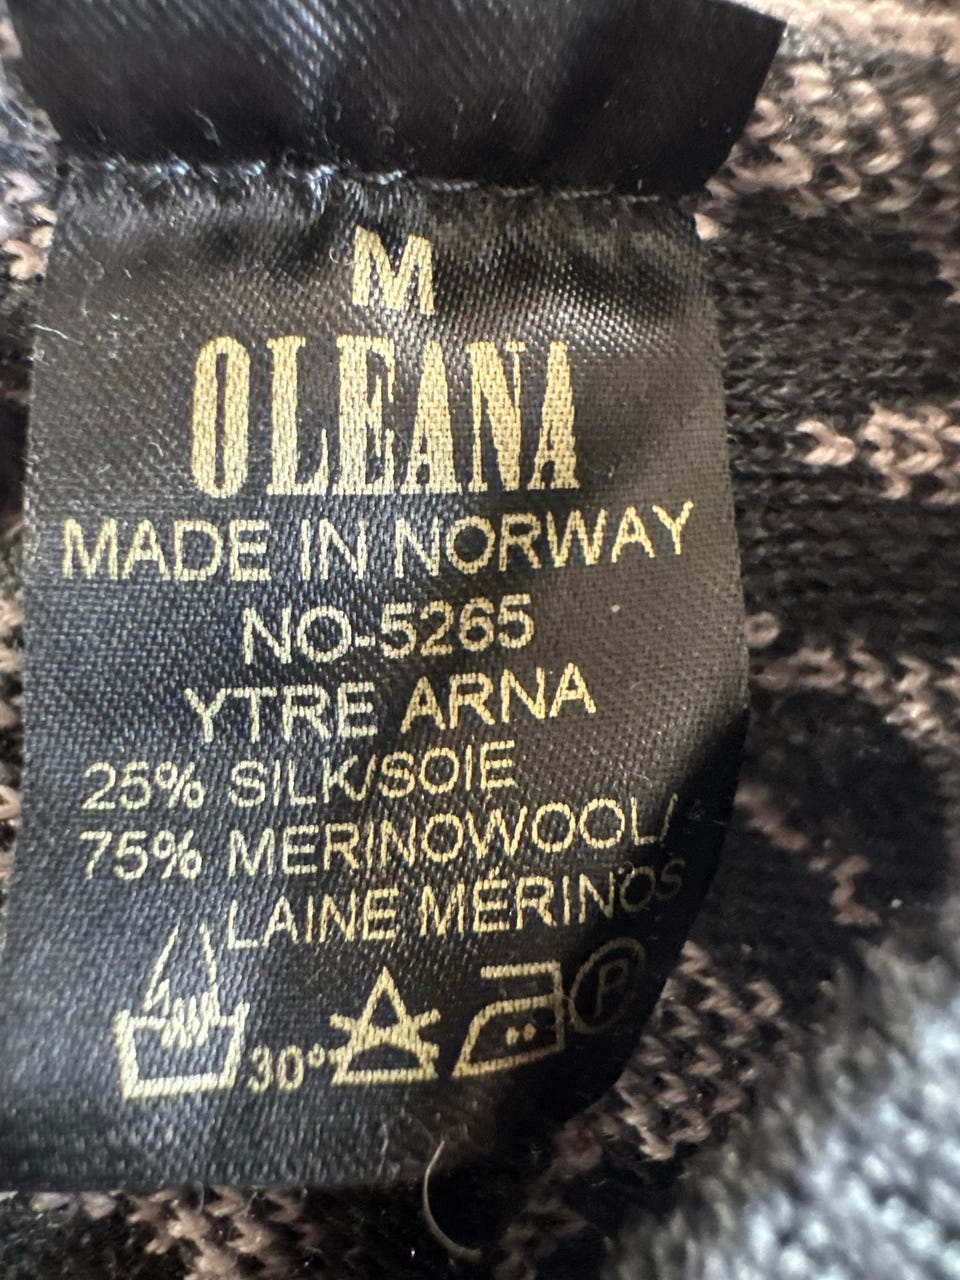 M
OLEANA
MADE IN NORWAY
NO-5265
YTRE ARNA
25% SILK/SOIE
75% MERINOWOOL/
LAINE MÉRINOS
30° P